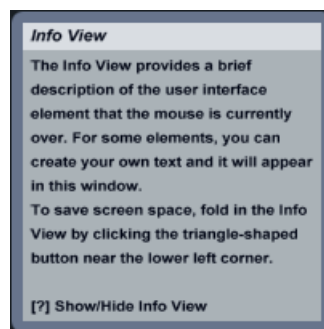 Info View
The Info View provides a brief
description of the user interface
element that the mouse is currently
over. For some elements, you can
create your own text and it will appear
in this window.
To save screen space, fold in the Info
View by clicking the triangle-shaped
button near the lower left corner.
[?] Show/Hide Info View